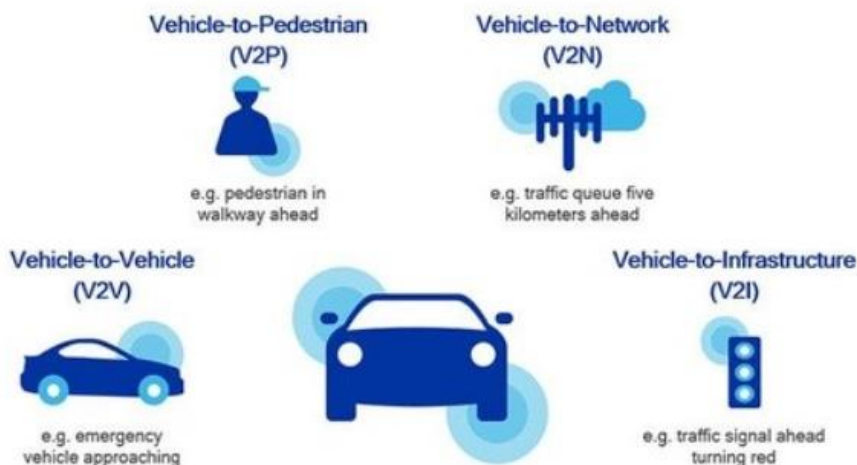 Vehicle-to-Pedestrian
(V2P)
e.g. pedestrian in
walkway ahead
Vehicle-to-Network
(V2N)
e.g. traffic queue five
kilometers ahead
Vehicle-to-Vehicle
(V2V)
e.g. emergency
vehicle approaching
Vehicle-to-Infrastructure
(V2I)
e.g. traffic signal ahead
turning red